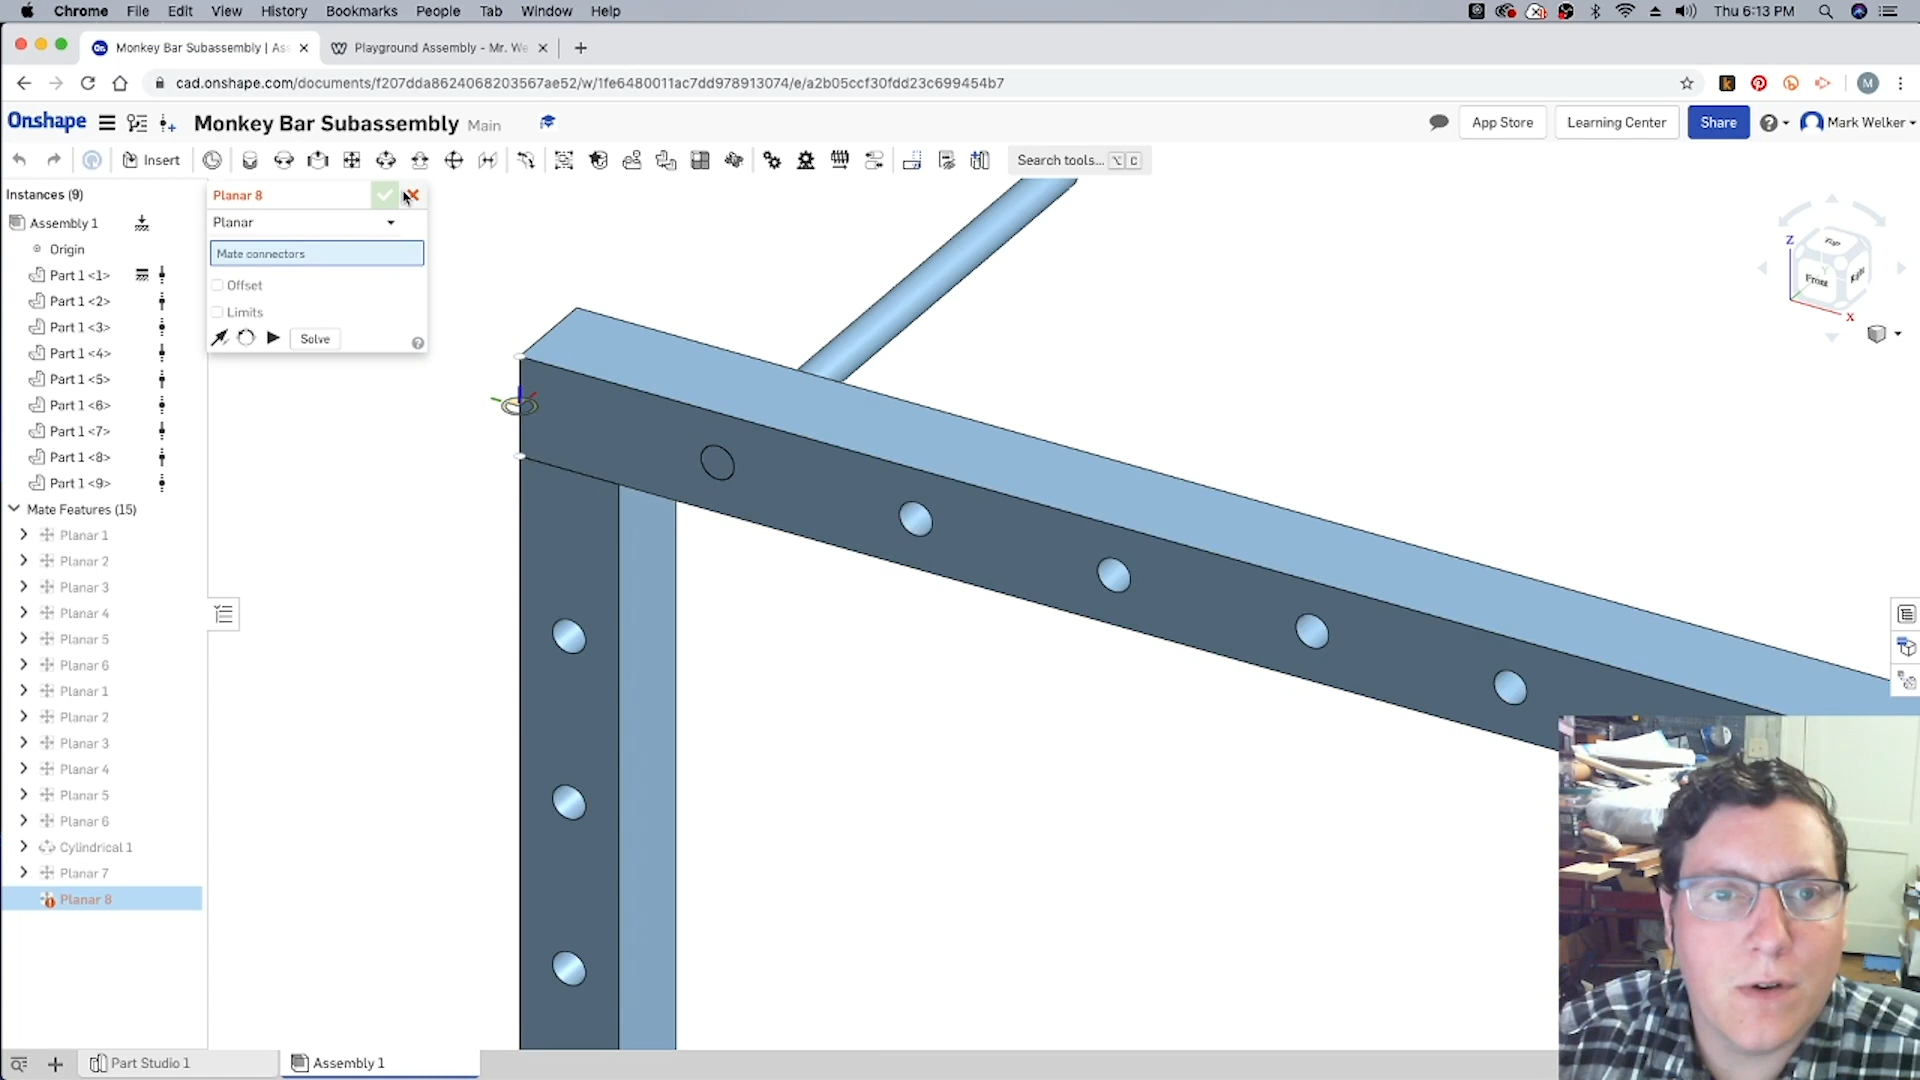 Chrome File Edit View History Bookmarks People Tab Window Help
Thu 6:13 PM
Monkey Bar Subassembly | Ass
Playground Assembly - Mr. We
cad.onshape.com/documents/f207dda8624068203567ae52/w/1fe6480011ac7dd978913074/e/a2b05ccf30fdd23c699454b7
M
Onshape
Monkey Bar Subassembly Main
App Store
Learning Center
Share
Mark Welker
Insert
Search tools... ⌥ C
Instances (9)
Assembly 1
Origin
Part 1 <1>
Part 1 <2>
Part 1 <3>
Part 1 <4>
Part 1 <5>
Part 1 <6>
Part 1 <7>
Part 1 <8>
Part 1 <9>
Mate Features (15)
Planar 1
Planar 2
Planar 3
Planar 4
Planar 5
Planar 6
Planar 1
Planar 2
Planar 3
Planar 4
Planar 5
Planar 6
Cylindrical 1
Planar 7
Planar 8
Planar 8
Planar
Mate connectors
Offset
Limits
Solve
Z
Top
Front
Right
Y
X
Part Studio 1
Assembly 1